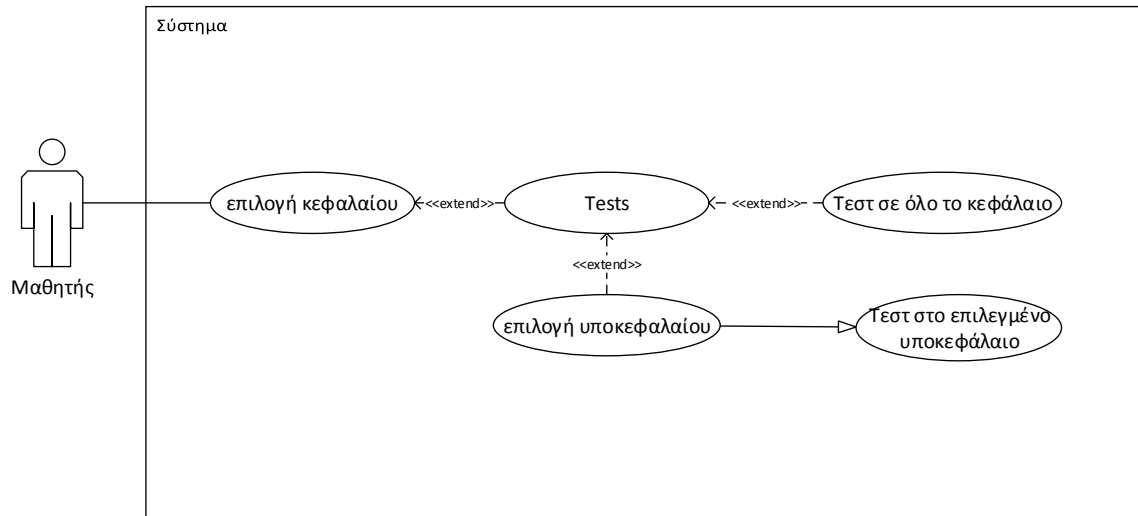 Σύστημα
επιλογή κεφαλαίου
<<extend>>
Tests
<<extend>>
Τεστ σε όλο το κεφάλαιο
Μαθητής
<<extend>>
επιλογή υποκεφαλαίου
Τεστ στο επιλεγμένο
υποκεφάλαιο